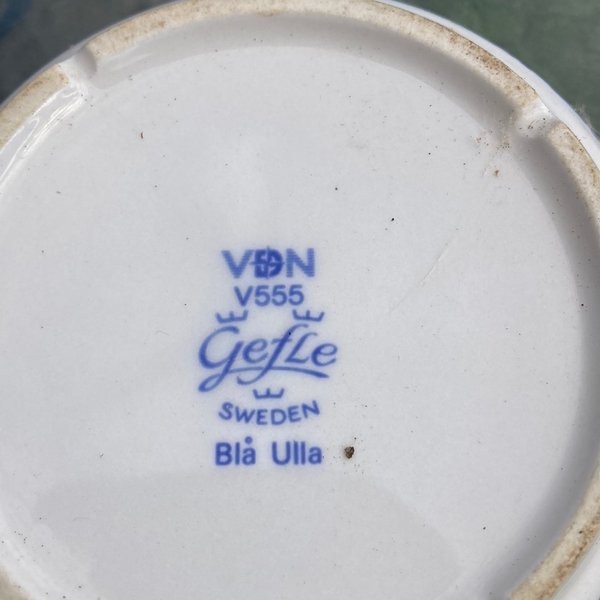 VDN
V555
Gefle
SWEDEN
Blå Ulla